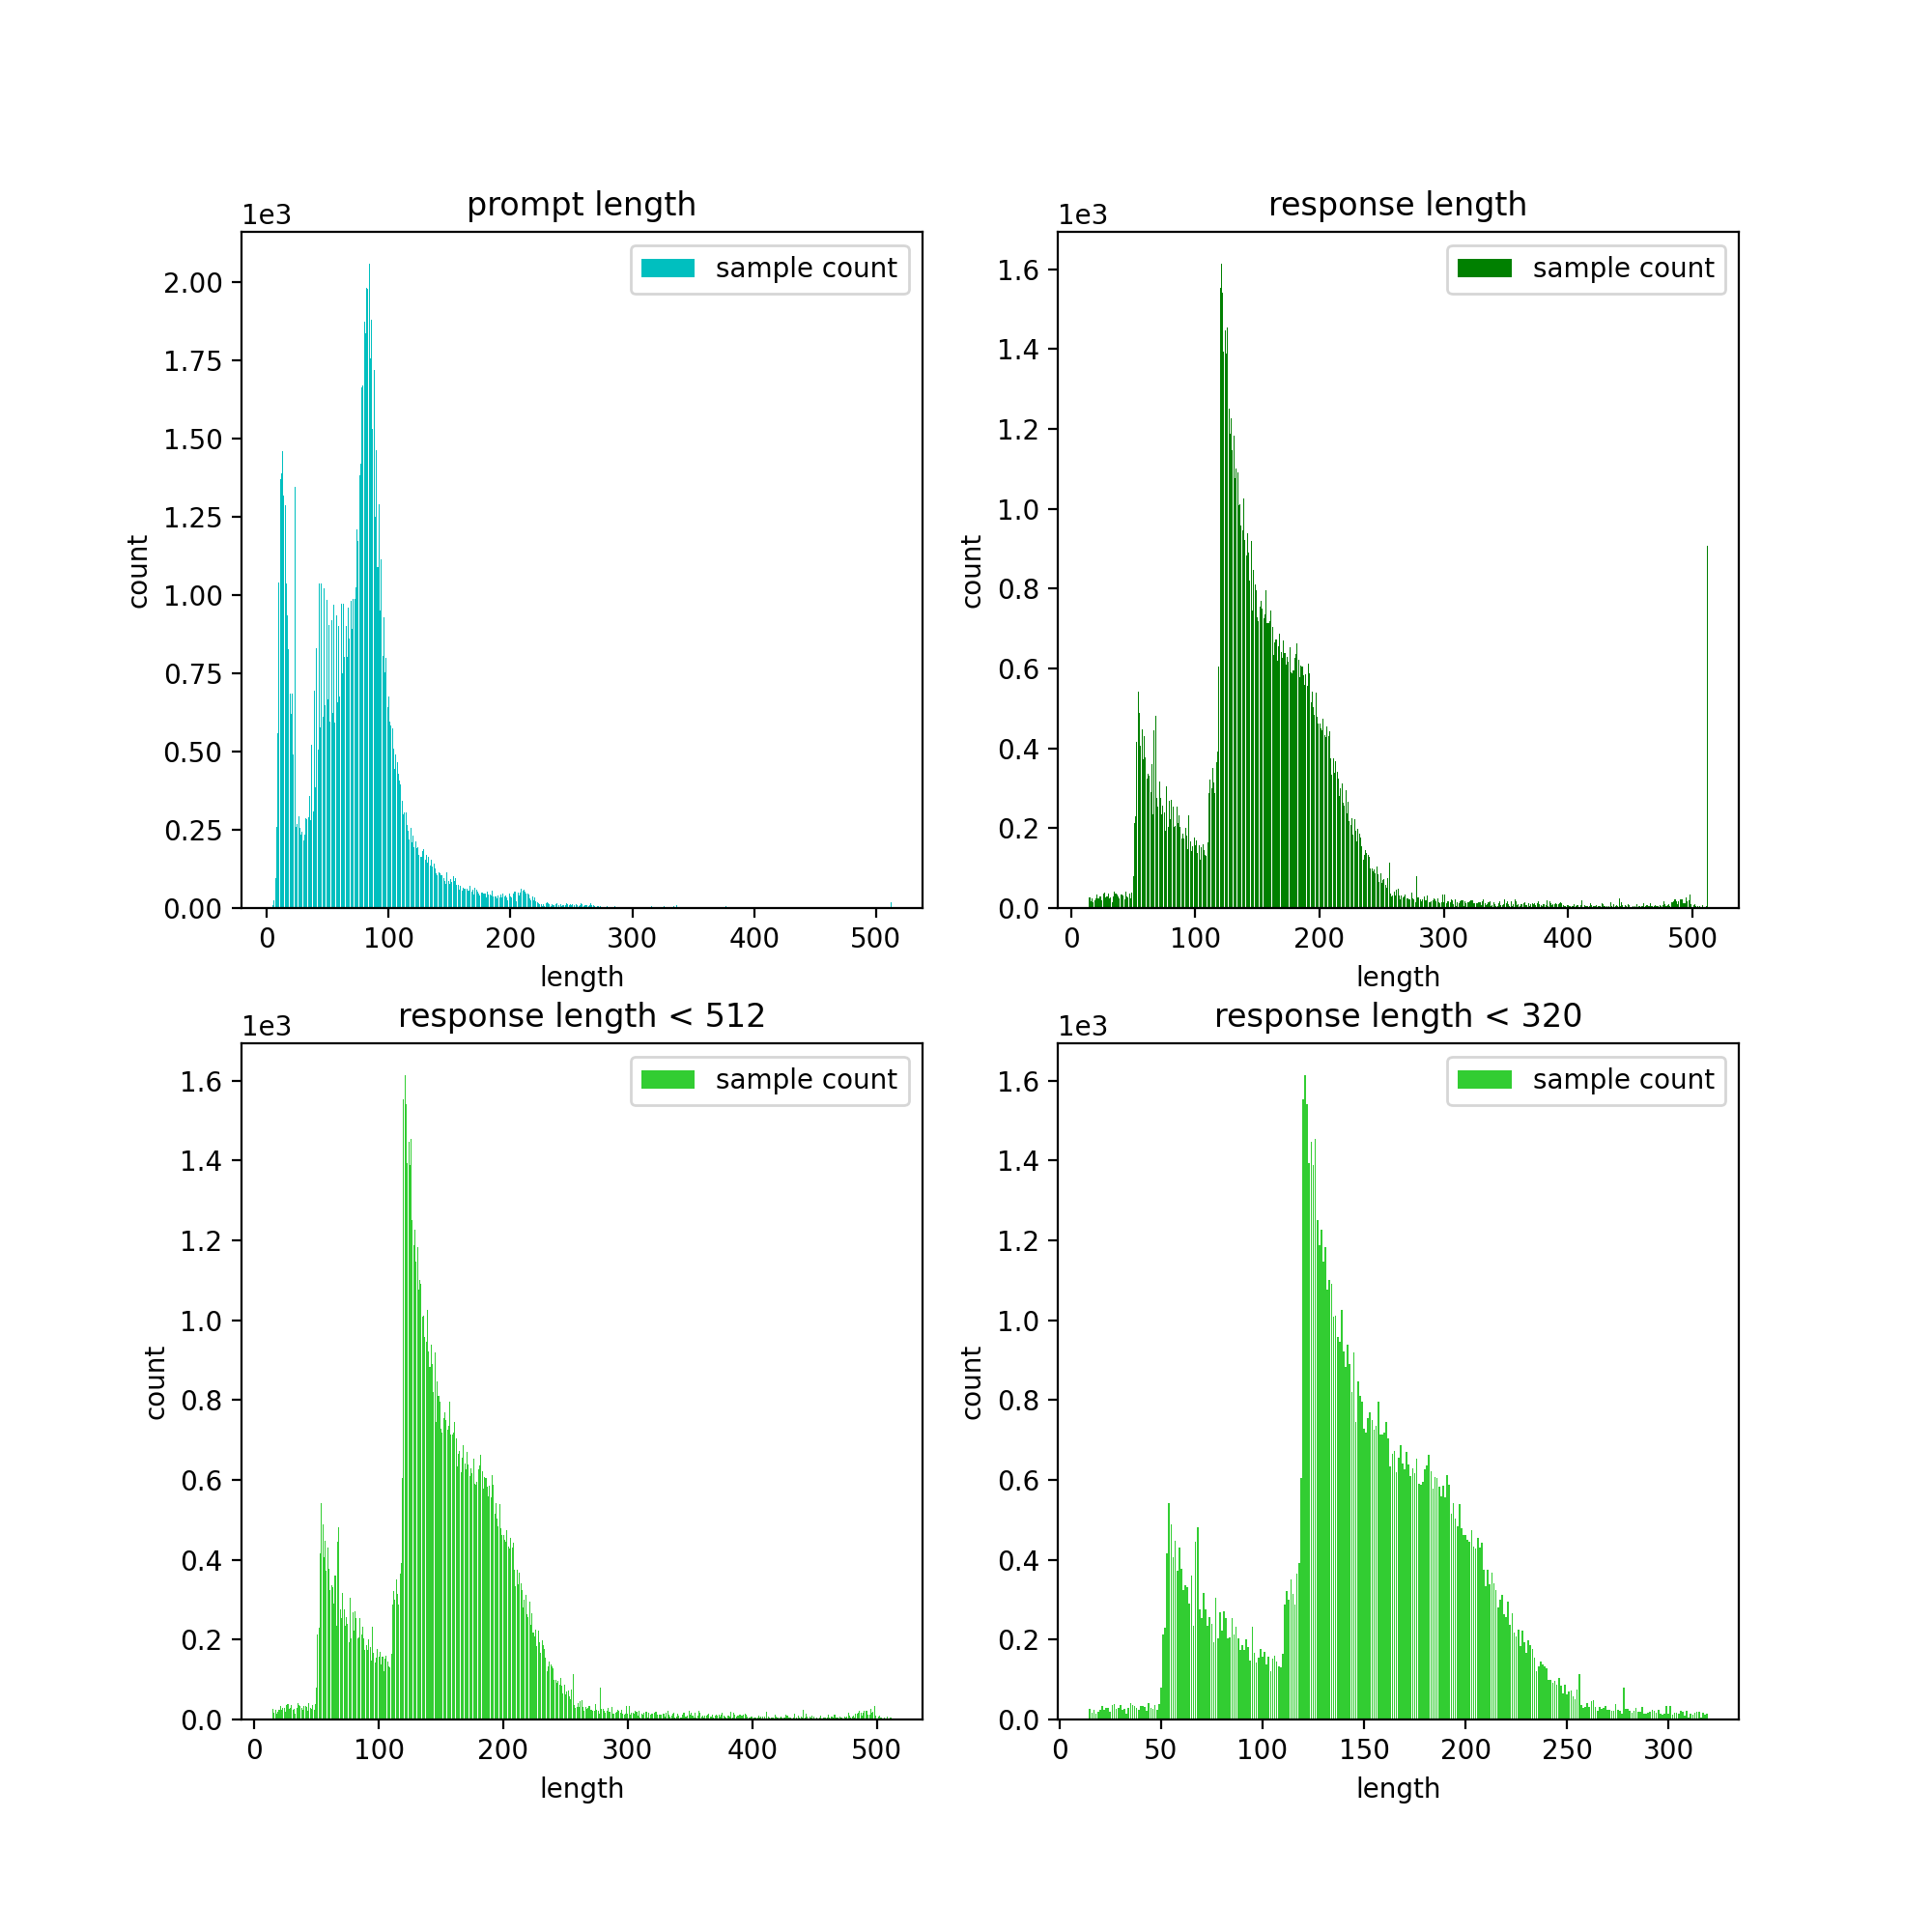 prompt length
1e3
sample count
2.00
1.75
1.50
1.25
1.00
0.75
0.50
0.25
0.00
count
0 100 200 300 400 500
length
response length
1e3
sample count
1.6
1.4
1.2
1.0
0.8
0.6
0.4
0.2
0.0
count
0 100 200 300 400 500
length
response length < 512
1e3
sample count
1.6
1.4
1.2
1.0
0.8
0.6
0.4
0.2
0.0
count
0 100 200 300 400 500
length
response length < 320
1e3
sample count
1.6
1.4
1.2
1.0
0.8
0.6
0.4
0.2
0.0
count
0 50 100 150 200 250 300
length